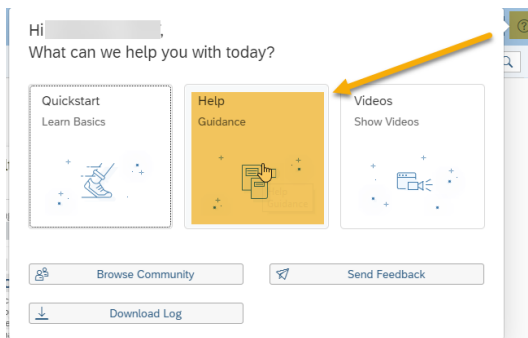 Hi ,
What can we help you with today?
Quickstart
Learn Basics
Help
Guidance
Videos
Show Videos
Browse Community
Send Feedback
Download Log